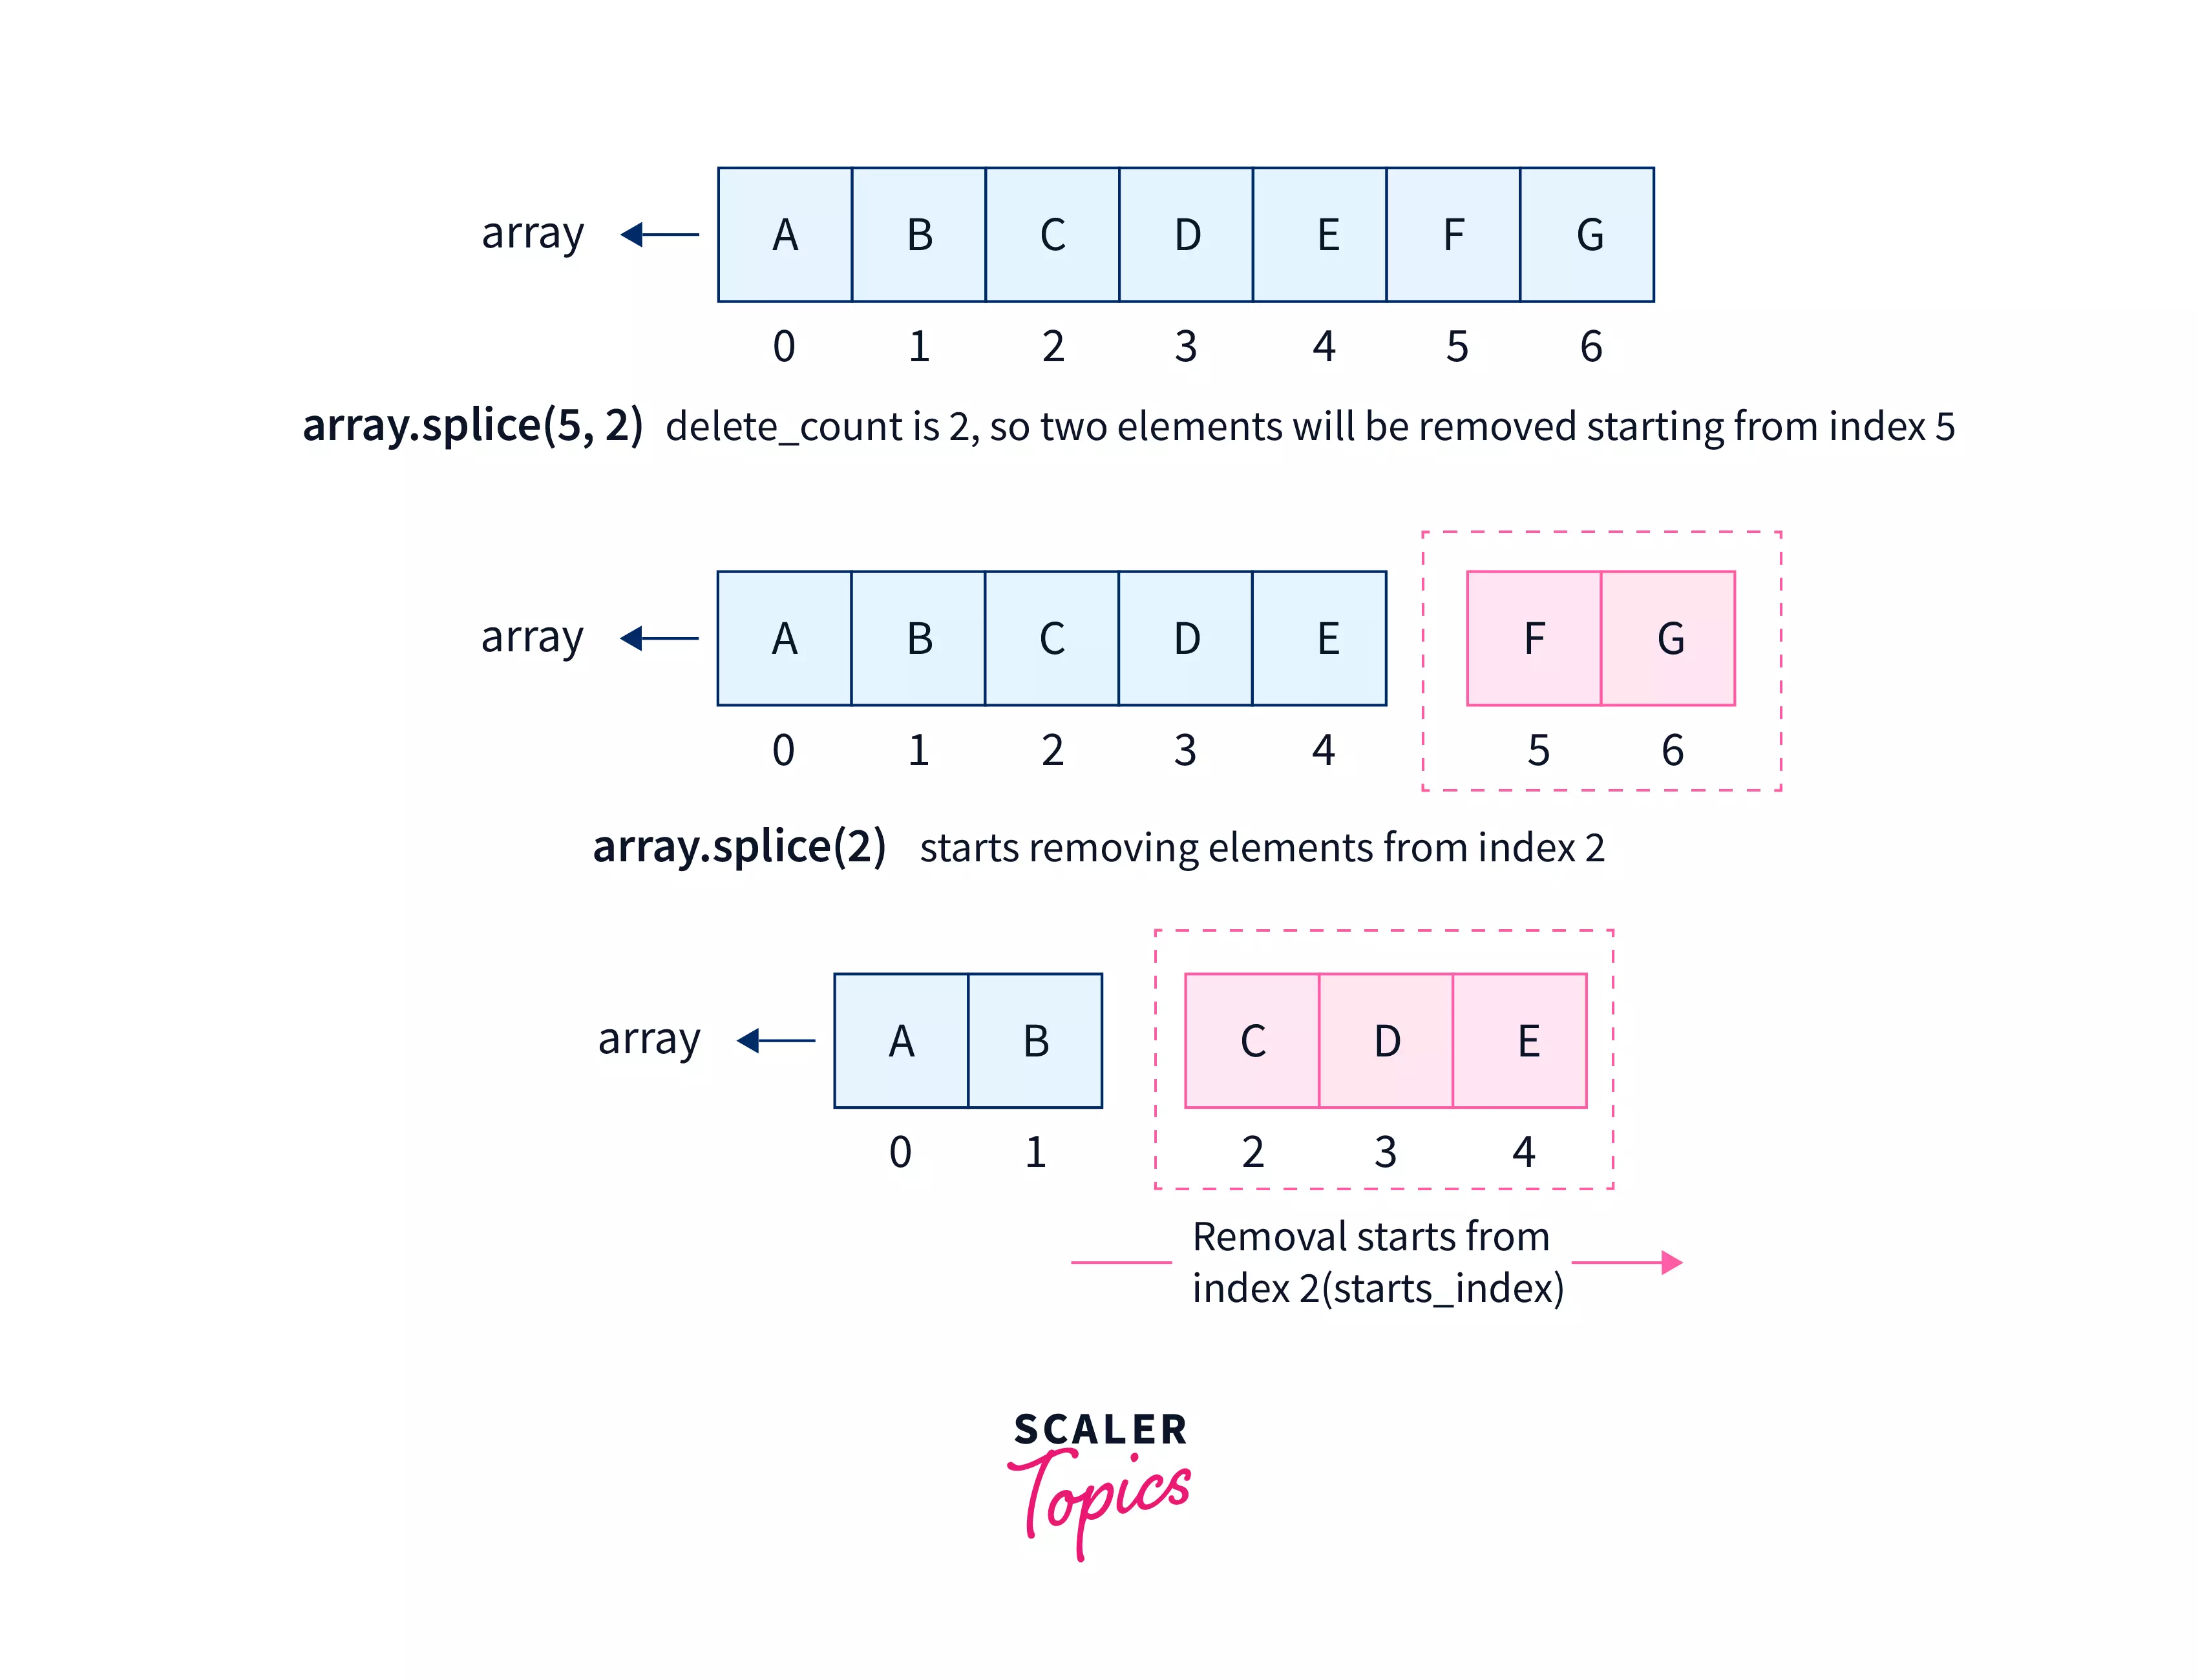 array A B C D E F G
0 1 2 3 4 5 6
array.splice(5, 2) delete_count is 2, so two elements will be removed starting from index 5
array A B C D E F G
0 1 2 3 4 5 6
array.splice(2) starts removing elements from index 2
array A B C D E
0 1 2 3 4
Removal starts from
index 2(starts_index)
SCALER
Topics